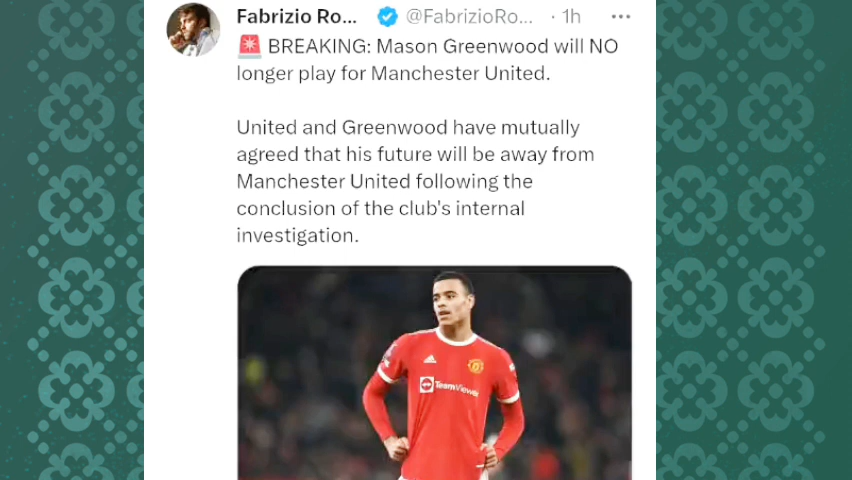 Fabrizio Ro... @FabrizioRo... · 1h
🚨 BREAKING: Mason Greenwood will NO
longer play for Manchester United.
United and Greenwood have mutually
agreed that his future will be away from
Manchester United following the
conclusion of the club's internal
investigation.
TeamViewer